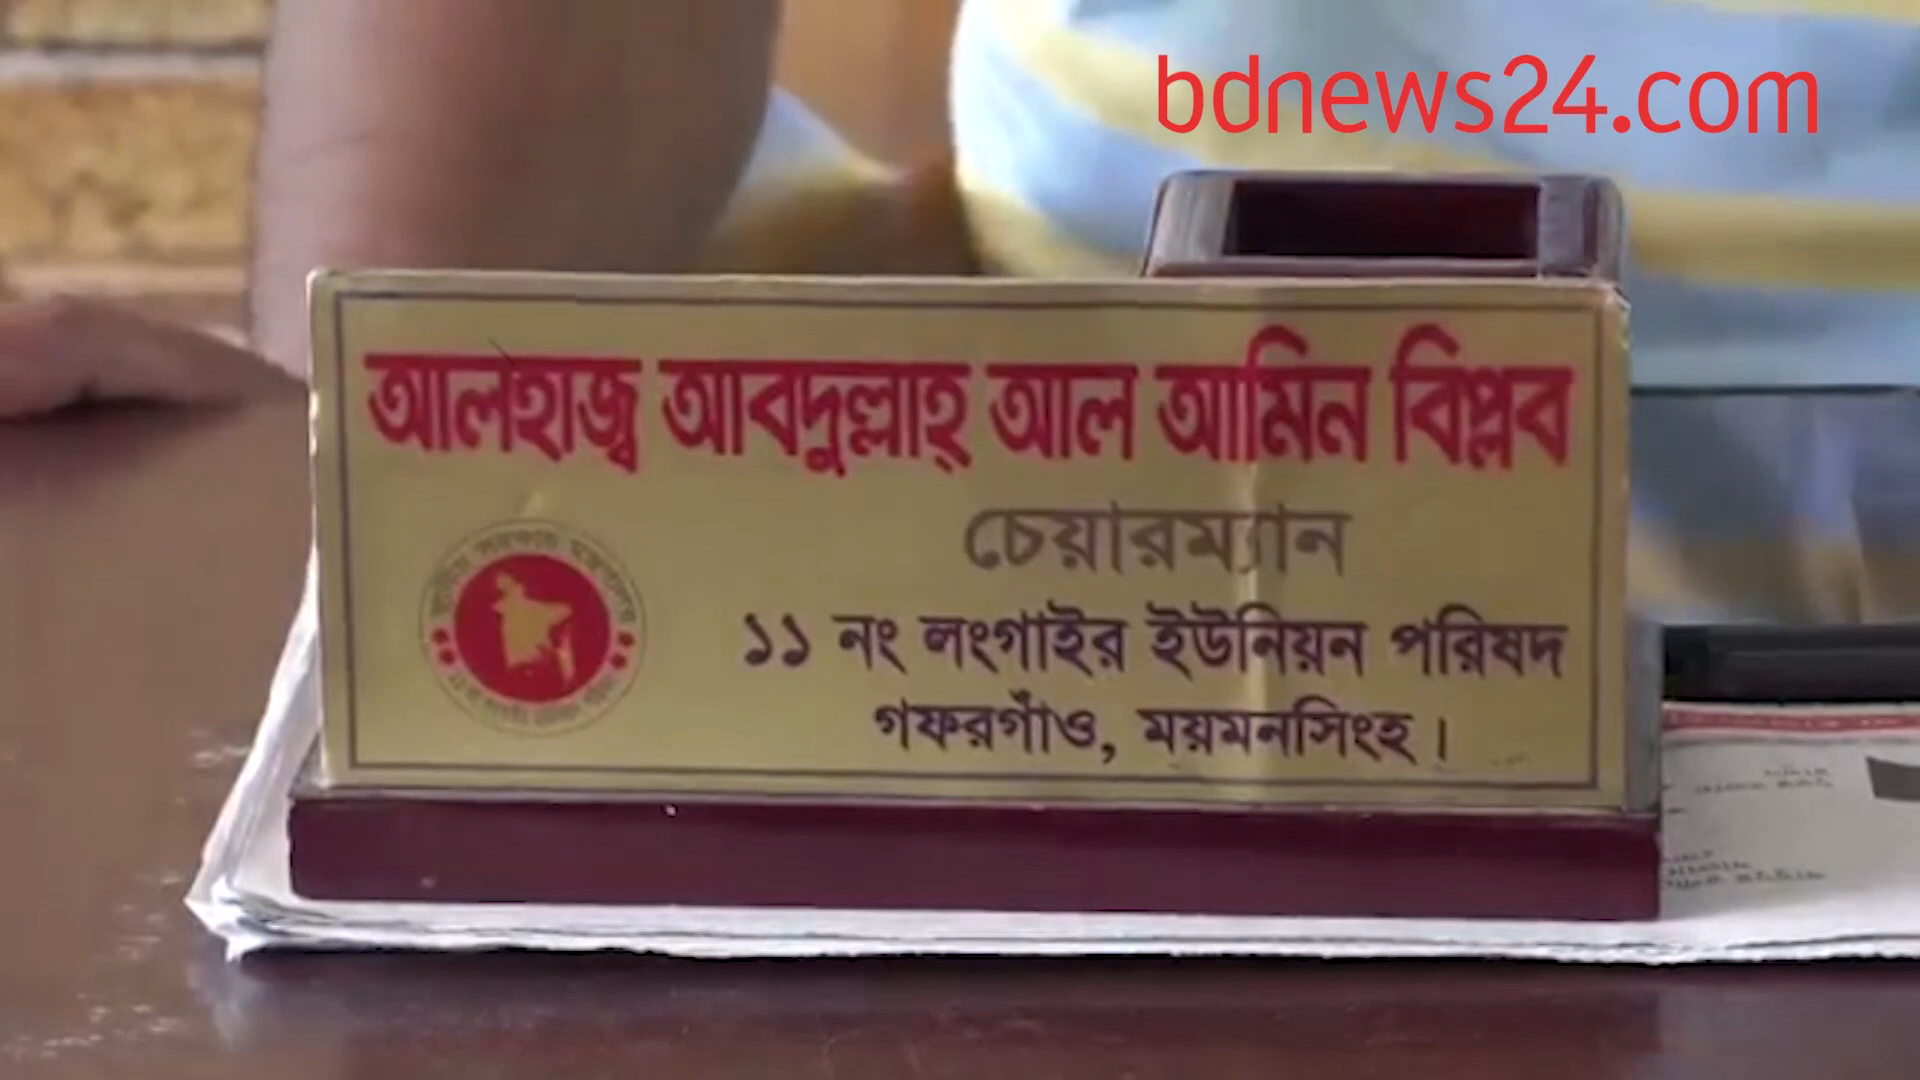 bdnews24.com
আলহাজ্ব আবদুল্লাহ্ আল আমিন বিপ্লব
চেয়ারম্যান
১১ নং লংগাইর ইউনিয়ন পরিষদ
গফরগাঁও, ময়মনসিংহ।